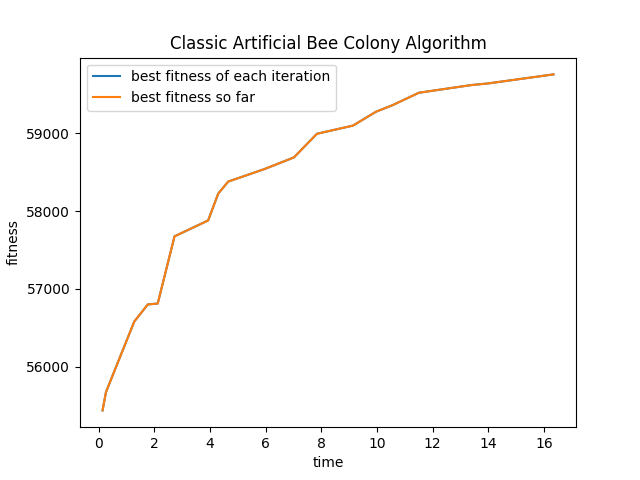 Classic Artificial Bee Colony Algorithm
best fitness of each iteration
best fitness so far
59000
58000
57000
56000
fitness
0 2 4 6 8 10 12 14 16
time